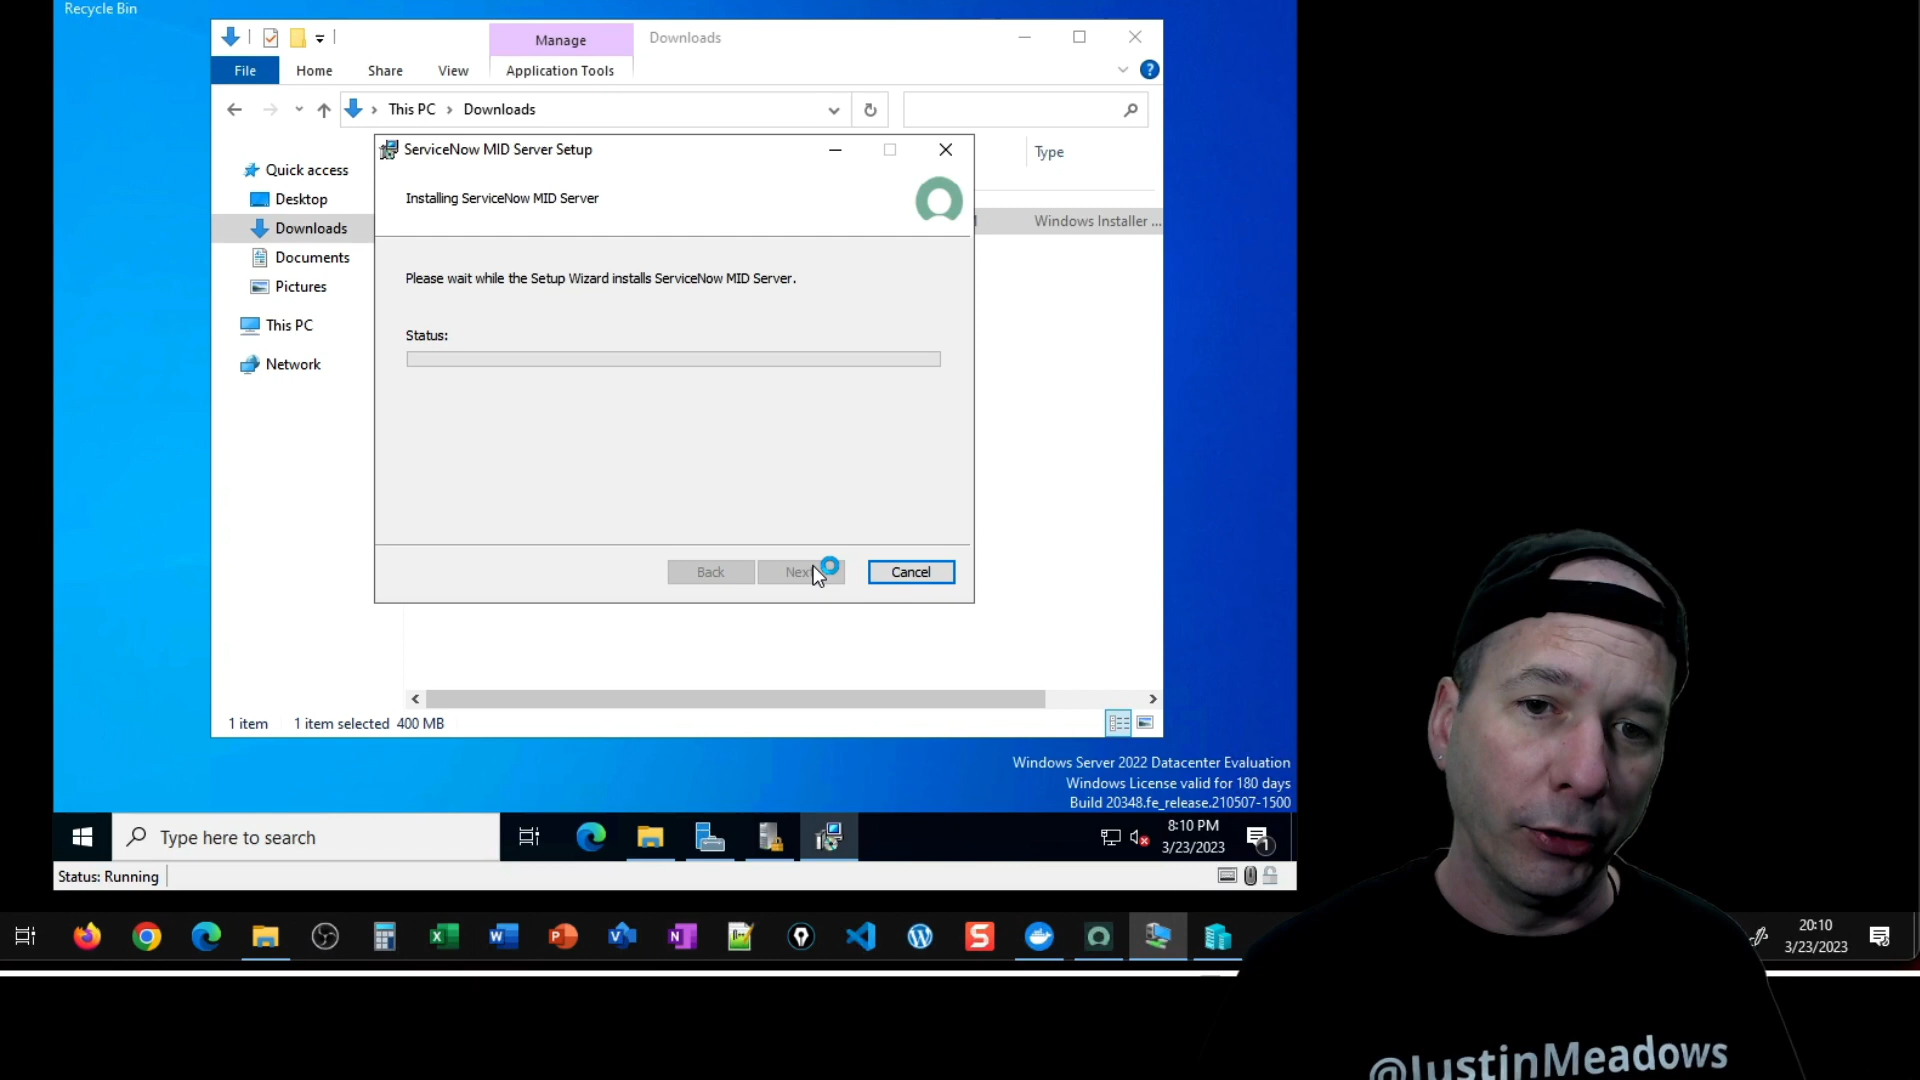 Recycle Bin
Manage
Downloads
File
Home
Share
View
Application Tools
This PC
Downloads
ServiceNow MID Server Setup
Type
Quick access
Installing ServiceNow MID Server
Desktop
Windows Installer ...
Downloads
Documents
Please wait while the Setup Wizard installs ServiceNow MID Server.
Pictures
This PC
Status:
Network
Back
Next
Cancel
1 item
1 item selected 400 MB
Windows Server 2022 Datacenter Evaluation
Windows License valid for 180 days
Build 20348.fe_release.210507-1500
Type here to search
8:10 PM
3/23/2023
1
Status: Running
20:10
3/23/2023
@JustinMeadows